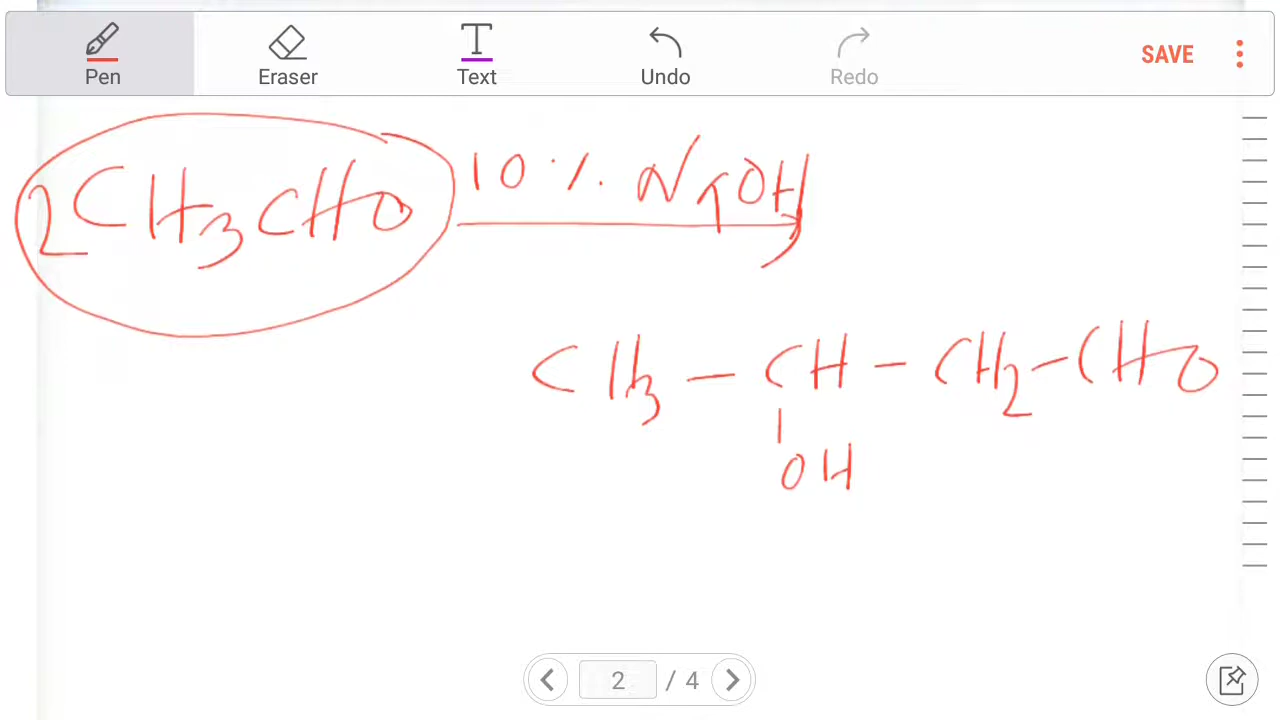 Pen Eraser Text Undo Redo SAVE
2CH3CHO 10 % NaOH
CH3 - CH - CH2 - CHO
OH
2 / 4